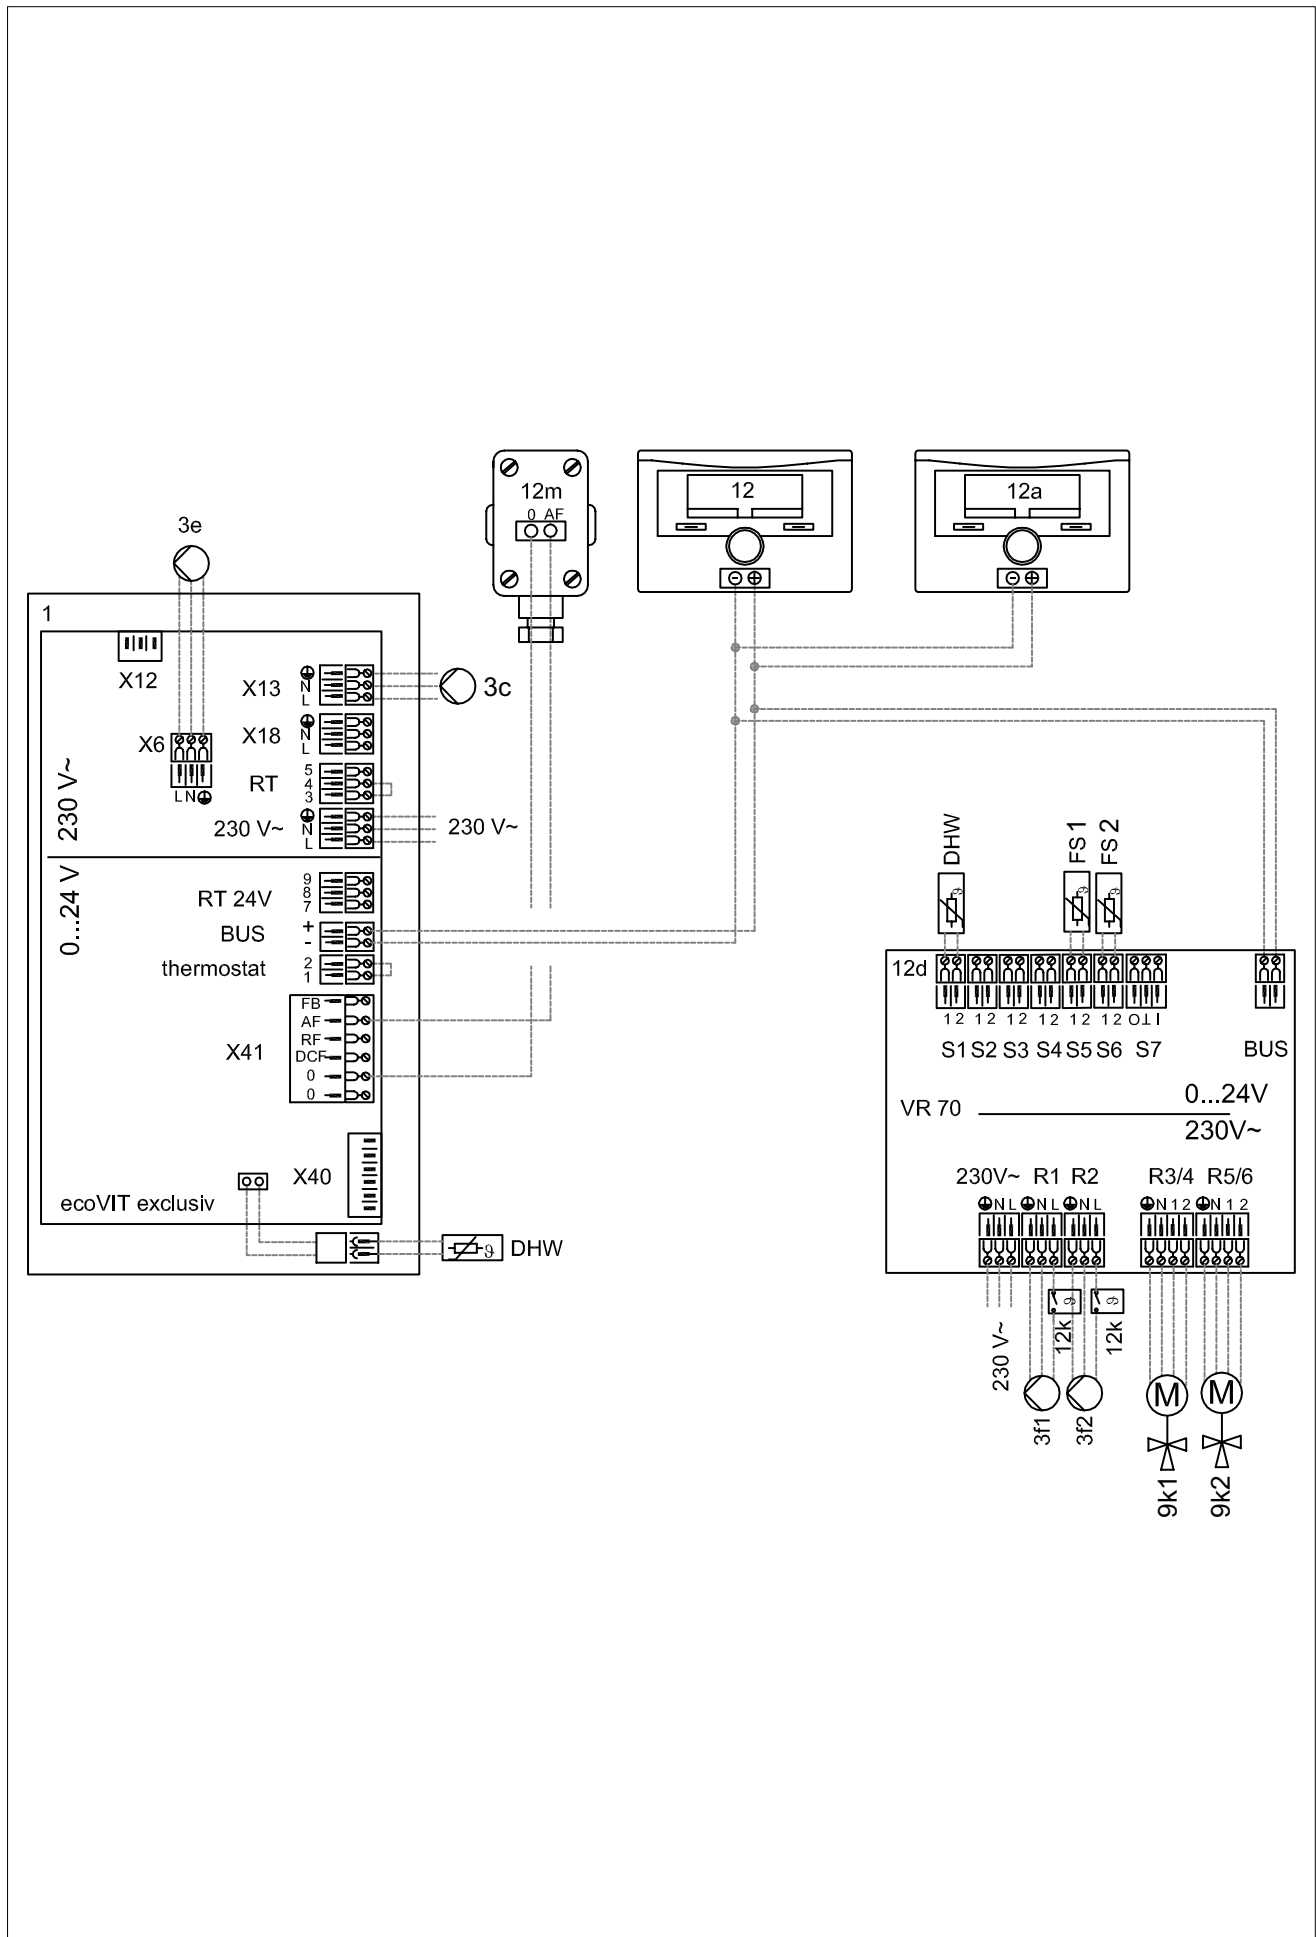 12m
0 AF
12
12a
3e
1
X12
X13
N
L
3c
X6
L N
X18
N
L
RT
5
4
3
230 V~
230 V~
N
L
230 V~
0...24 V
RT 24V
9
8
7
BUS
+
-
thermostat
2
1
X41
FB
AF
RF
DCF
0
0
X40
ecoVIT exclusiv
ϑ DHW
DHW
FS 1
FS 2
ϑ
ϑ
ϑ
12d
1 2 1 2 1 2 1 2 1 2 1 2 O⊥I
S1 S2 S3 S4 S5 S6 S7 BUS
VR 70
0...24V
230V~
230V~ R1 R2 R3/4 R5/6
N L N L N L N 1 2 N 1 2
ϑ
ϑ
12k
12k
230 V~
3f1
3f2
M
M
9k1
9k2